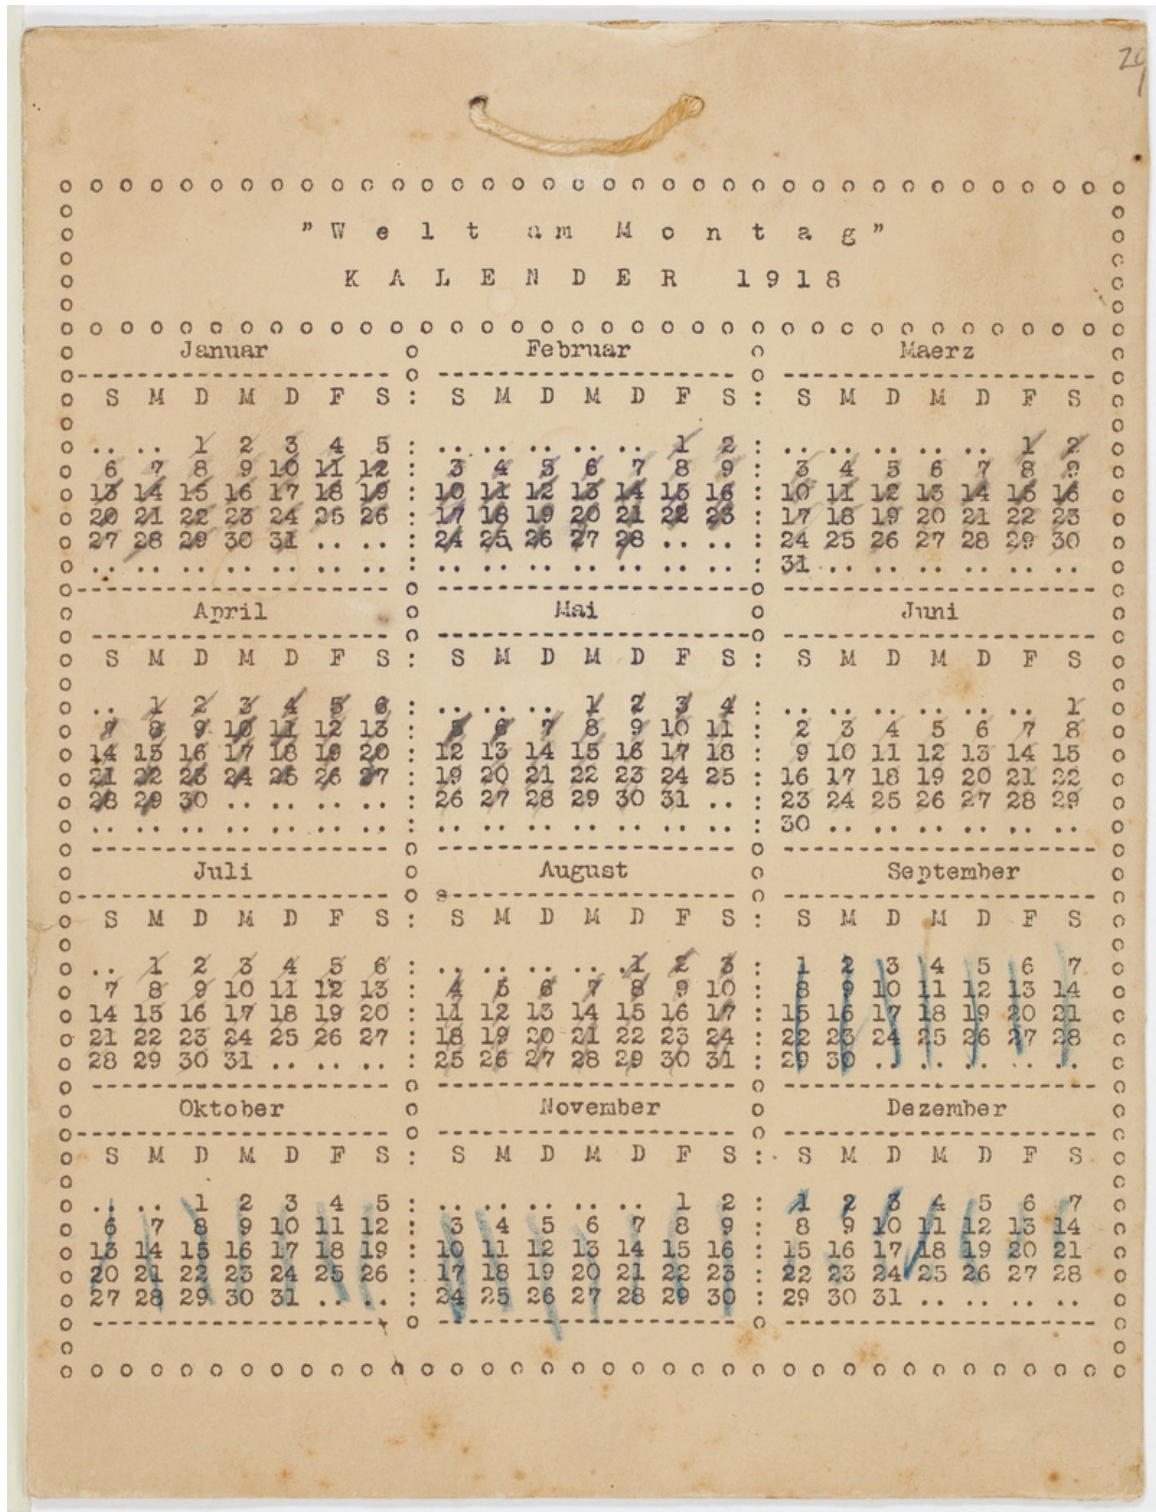 29
"Welt am Montag"
KALENDER 1918
Januar Februar Maerz
S M D M D F S : S M D M D F S : S M D M D F S
.. .. 1 2 3 4 5 : .. .. .. .. .. 1 2 : .. .. .. .. .. 1 2
6 7 8 9 10 11 12 : 3 4 5 6 7 8 9 : 3 4 5 6 7 8 9
13 14 15 16 17 18 19 : 10 11 12 13 14 15 16 : 10 11 12 13 14 15 16
20 21 22 23 24 25 26 : 17 18 19 20 21 22 23 : 17 18 19 20 21 22 23
27 28 29 30 31 .. .. : 24 25 26 27 28 .. .. : 24 25 26 27 28 29 30
.. .. .. .. .. .. .. : .. .. .. .. .. .. .. : 31 .. .. .. .. .. ..
April Mai Juni
S M D M D F S : S M D M D F S : S M D M D F S
.. 1 2 3 4 5 6 : .. .. .. 1 2 3 4 : .. .. .. .. .. .. 1
7 8 9 10 11 12 13 : 5 6 7 8 9 10 11 : 2 3 4 5 6 7 8
14 15 16 17 18 19 20 : 12 13 14 15 16 17 18 : 9 10 11 12 13 14 15
21 22 23 24 25 26 27 : 19 20 21 22 23 24 25 : 16 17 18 19 20 21 22
28 29 30 .. .. .. .. : 26 27 28 29 30 31 .. : 23 24 25 26 27 28 29
.. .. .. .. .. .. .. : .. .. .. .. .. .. .. : 30 .. .. .. .. .. ..
Juli August September
S M D M D F S : S M D M D F S : S M D M D F S
.. 1 2 3 4 5 6 : .. .. .. .. 1 2 3 : 1 2 3 4 5 6 7
7 8 9 10 11 12 13 : 4 5 6 7 8 9 10 : 8 9 10 11 12 13 14
14 15 16 17 18 19 20 : 11 12 13 14 15 16 17 : 15 16 17 18 19 20 21
21 22 23 24 25 26 27 : 18 19 20 21 22 23 24 : 22 23 24 25 26 27 28
28 29 30 31 .. .. .. : 25 26 27 28 29 30 31 : 29 30 .. .. .. .. ..
Oktober November Dezember
S M D M D F S : S M D M D F S : S M D M D F S
.. .. 1 2 3 4 5 : .. .. .. .. .. 1 2 : 1 2 3 4 5 6 7
6 7 8 9 10 11 12 : 3 4 5 6 7 8 9 : 8 9 10 11 12 13 14
13 14 15 16 17 18 19 : 10 11 12 13 14 15 16 : 15 16 17 18 19 20 21
20 21 22 23 24 25 26 : 17 18 19 20 21 22 23 : 22 23 24 25 26 27 28
27 28 29 30 31 .. .. : 24 25 26 27 28 29 30 : 29 30 31 .. .. .. ..